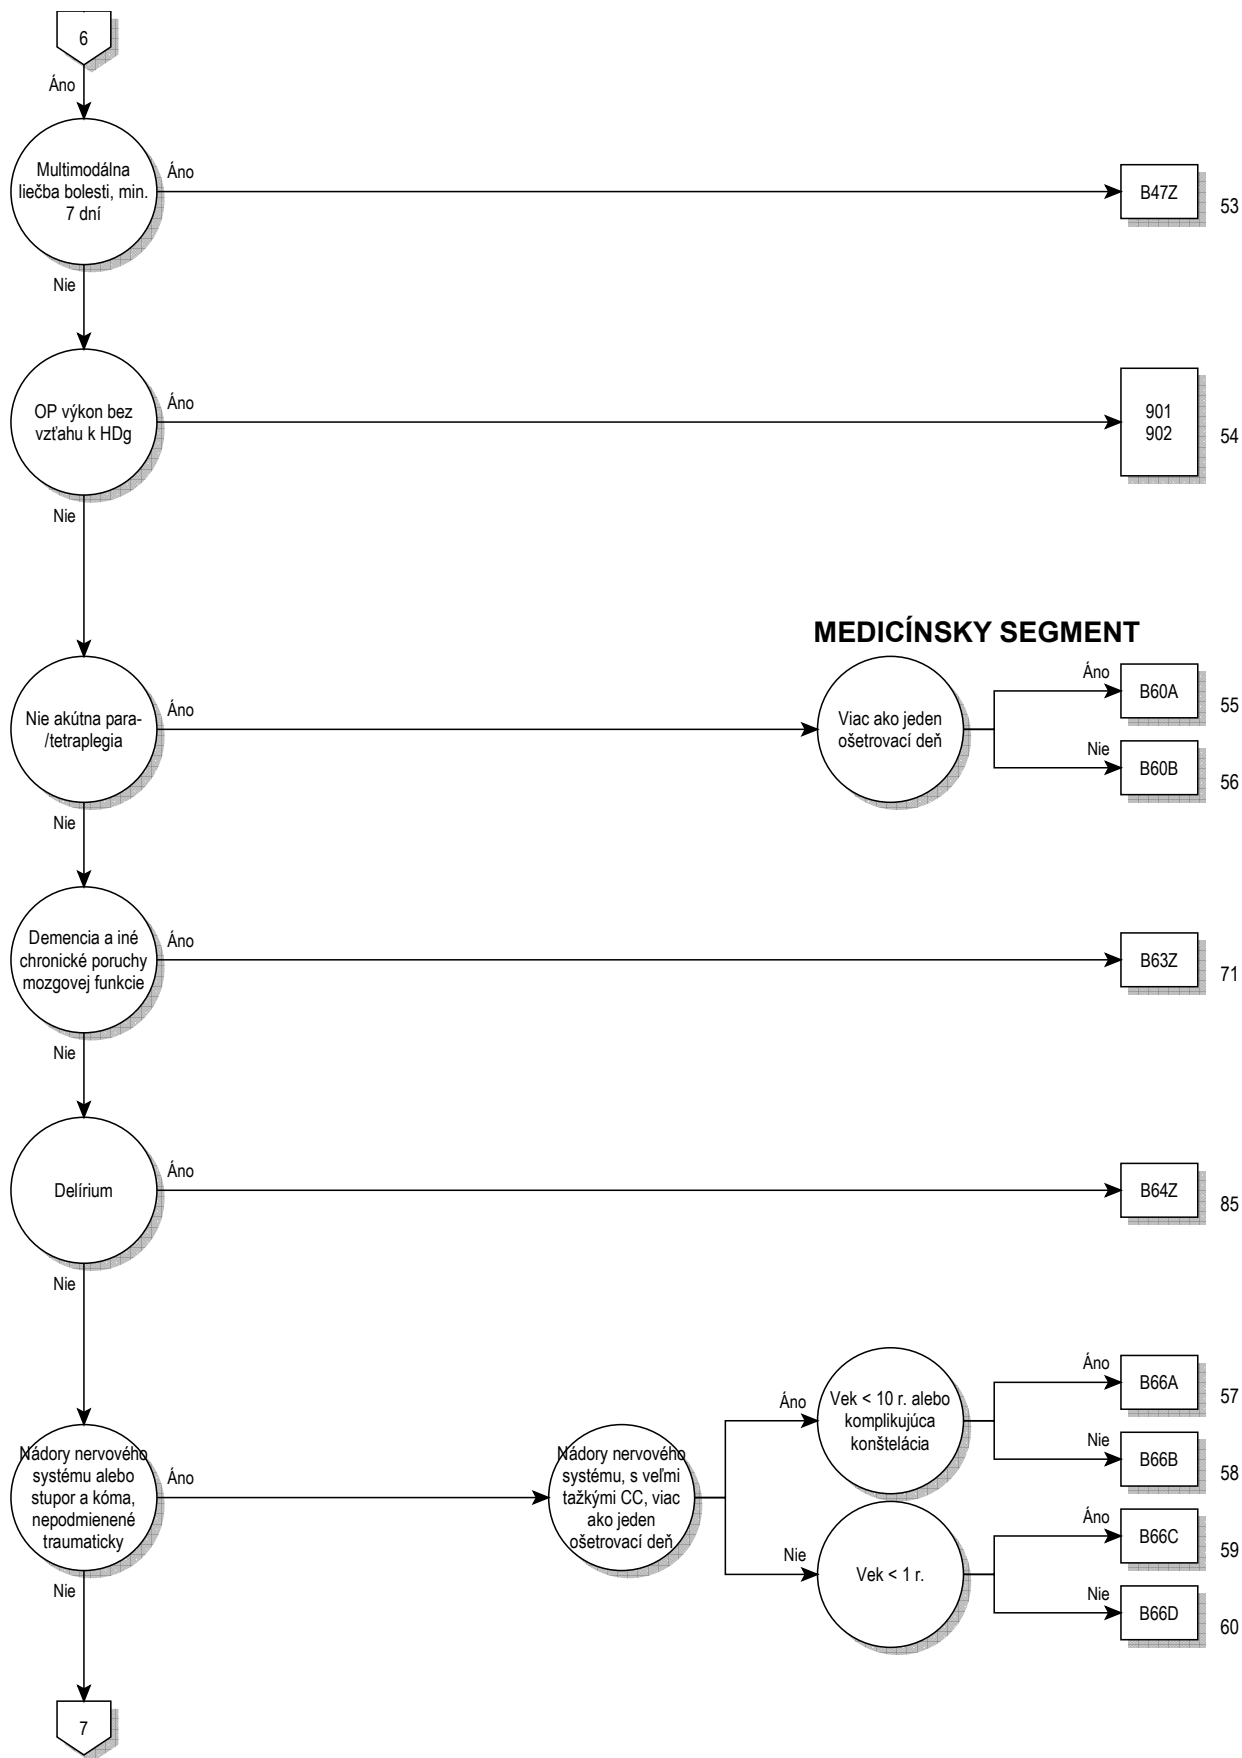 6
Áno
Multimodálna
liečba bolesti, min.
7 dní
Áno
B47Z
53
Nie
OP výkon bez
vzťahu k HDg
Áno
901
902
54
Nie
MEDICÍNSKY SEGMENT
Nie akútna para-
/tetraplegia
Áno
Viac ako jeden
ošetrovací deň
Áno
B60A
55
Nie
B60B
56
Nie
Demencia a iné
chronické poruchy
mozgovej funkcie
Áno
B63Z
71
Nie
Delírium
Áno
B64Z
85
Nie
Nádory nervového
systému alebo
stupor a kóma,
nepodmienené
traumaticky
Áno
Nádory nervového
systému, s veľmi
tažkými CC, viac
ako jeden
ošetrovací deň
Áno
Vek < 10 r. alebo
komplikujúca
konštelácia
Áno
B66A
57
Nie
B66B
58
Nie
Vek < 1 r.
Áno
B66C
59
Nie
B66D
60
Nie
7